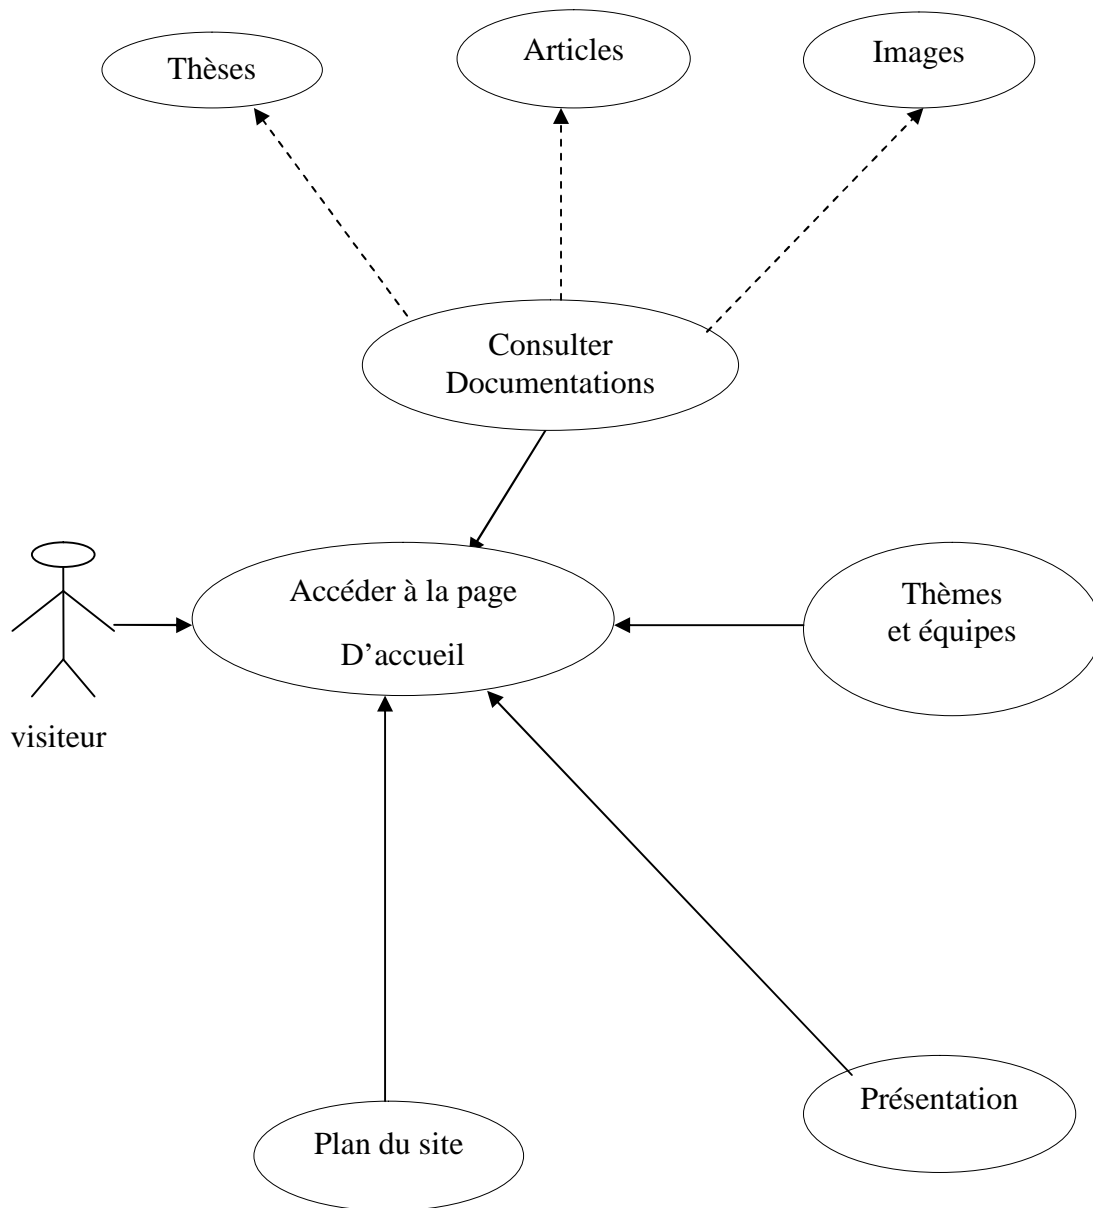 Thèses
Articles
Images
Consulter
Documentations
Accéder à la page
D’accueil
Thèmes
et équipes
visiteur
Présentation
Plan du site